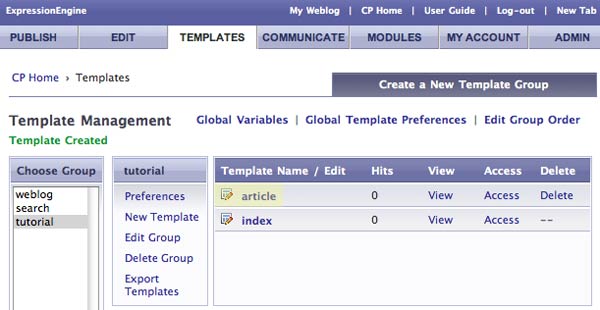 ExpressionEngine My Weblog | CP Home | User Guide | Log-out | New Tab
PUBLISH EDIT TEMPLATES COMMUNICATE MODULES MY ACCOUNT ADMIN
CP Home › Templates
Create a New Template Group
Template Management Global Variables | Global Template Preferences | Edit Group Order
Template Created
Choose Group tutorial Template Name / Edit Hits View Access Delete
weblog Preferences article 0 View Access Delete
search New Template index 0 View Access --
tutorial Edit Group
Delete Group
Export
Templates